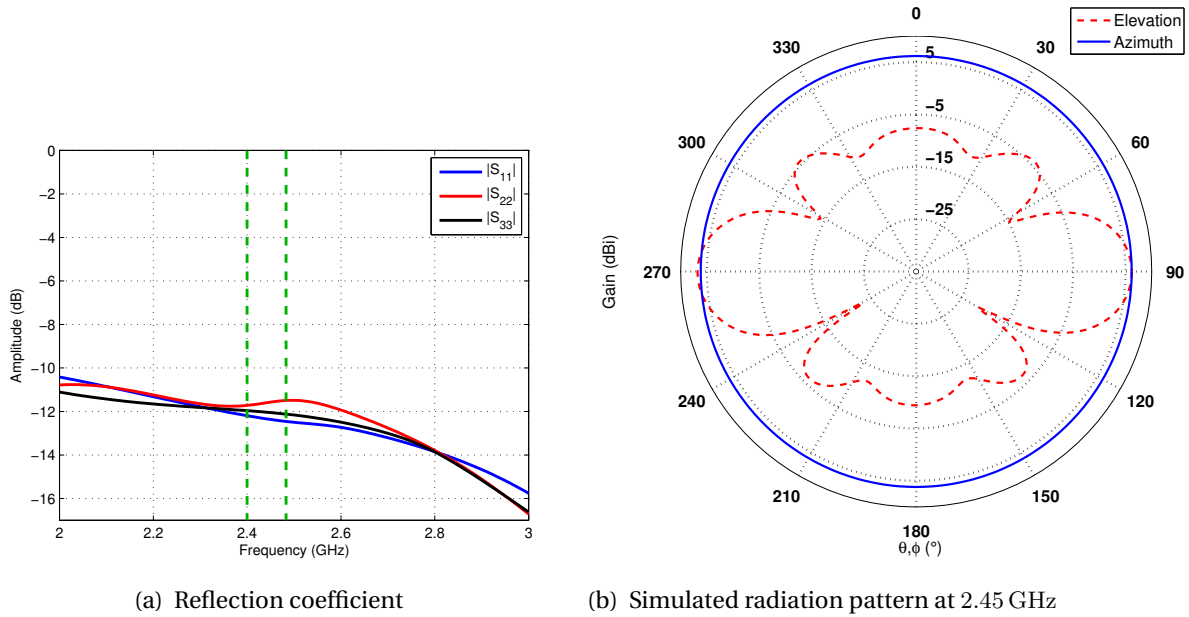 0
−2
−4
−6
−8
−10
−12
−14
−16
Amplitude (dB)
2
2.2
2.4
2.6
2.8
3
Frequency (GHz)
|S11|
|S22|
|S33|
(a) Reflection coefficient
Elevation
Azimuth
0
30
60
90
120
150
180
210
240
270
300
330
5
−5
−15
−25
Gain (dBi)
θ,ϕ (°)
(b) Simulated radiation pattern at 2.45 GHz